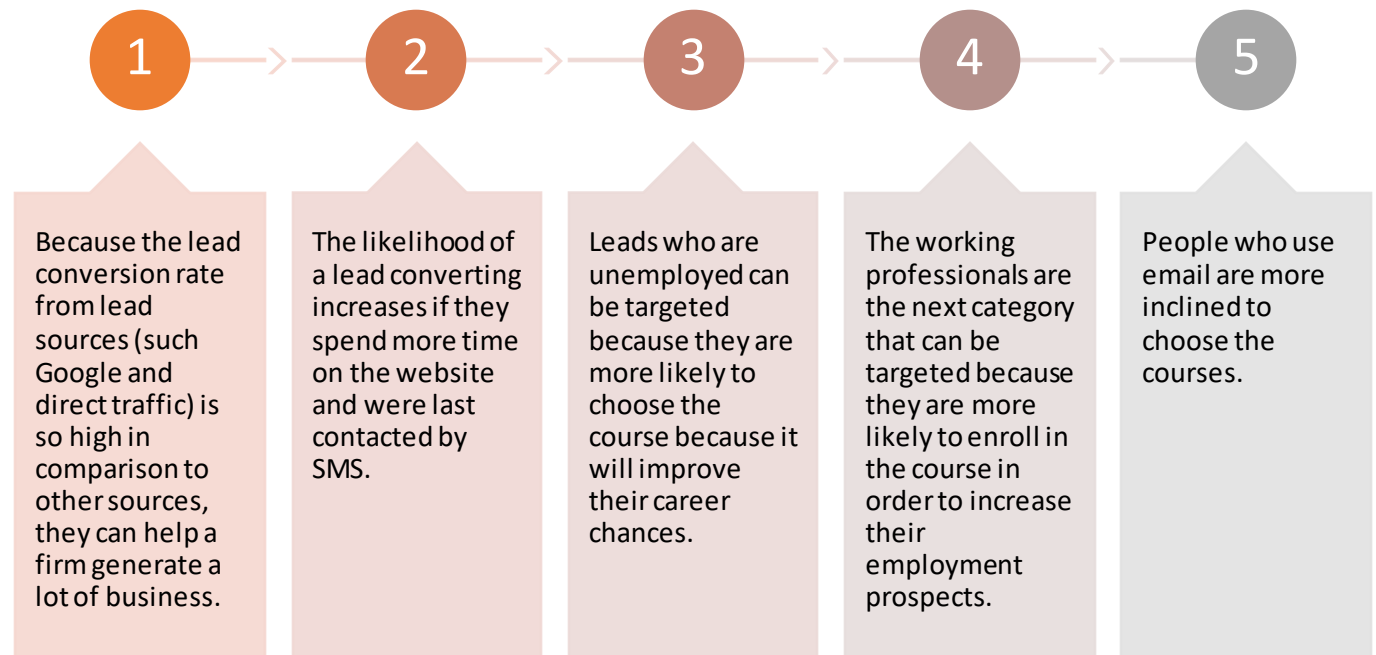 1
2
3
4
5
Because the lead
conversion rate
from lead
sources (such
Google and
direct traffic) is
so high in
comparison to
other sources,
they can help a
firm generate a
lot of business.
The likelihood of
a lead converting
increases if they
spend more time
on the website
and were last
contacted by
SMS.
Leads who are
unemployed can
be targeted
because they are
more likely to
choose the
course because it
will improve
their career
chances.
The working
professionals are
the next category
that can be
targeted because
they are more
likely to enroll in
the course in
order to increase
their
employment
prospects.
People who use
email are more
inclined to
choose the
courses.